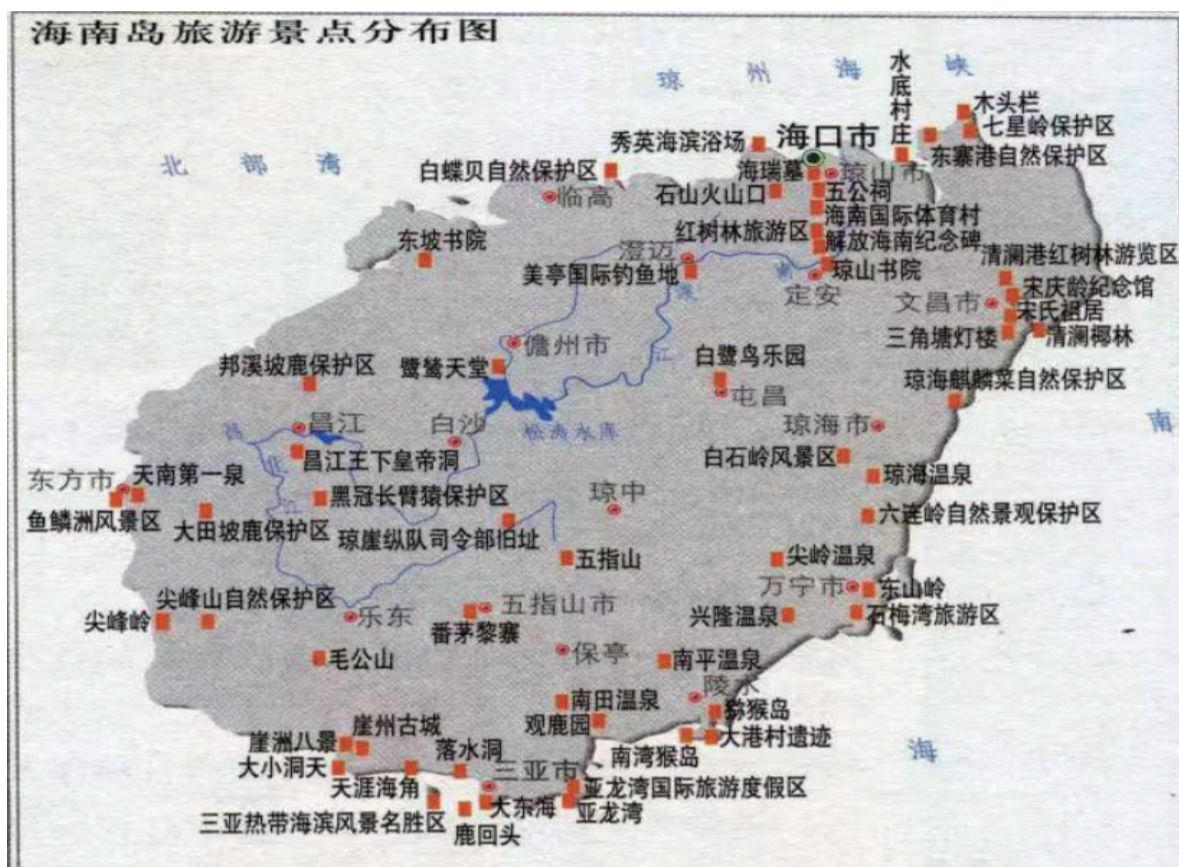 海南岛旅游景点分布图
琼州海峡
水底村庄
木头栏
七星岭保护区
秀英海滨浴场
海口市
东寨港自然保护区
北部湾
白蝶贝自然保护区
海瑞墓
琼山市
临高
石山火山口
五公祠
海南国际体育村
红树林旅游区
解放海南纪念碑
东坡书院
澄迈
清澜港红树林游览区
美亭国际钓鱼地
南
渡
江
琼山书院
定安
宋庆龄纪念馆
文昌市
宋氏祖居
三角塘灯楼
清澜椰林
儋州市
邦溪坡鹿保护区
鹭鸶天堂
白鹭鸟乐园
琼海麒麟菜自然保护区
屯昌
昌江
白沙
松涛水库
琼海市
南
昌
化
江
昌江王下皇帝洞
白石岭风景区
东方市
天南第一泉
琼海温泉
鱼鳞洲风景区
黑冠长臂猿保护区
琼中
大田坡鹿保护区
琼崖纵队司令部旧址
六连岭自然景观保护区
五指山
尖岭温泉
尖峰山自然保护区
万宁市
东山岭
尖峰岭
乐东
五指山市
兴隆温泉
石梅湾旅游区
番茅黎寨
毛公山
保亭
南平温泉
陵水
南田温泉
猕猴岛
崖州古城
观鹿园
崖洲八景
大港村遗迹
落水洞
南湾猴岛
海
大小洞天
三亚市
天涯海角
亚龙湾国际旅游度假区
三亚热带海滨风景名胜区
大东海
亚龙湾
鹿回头